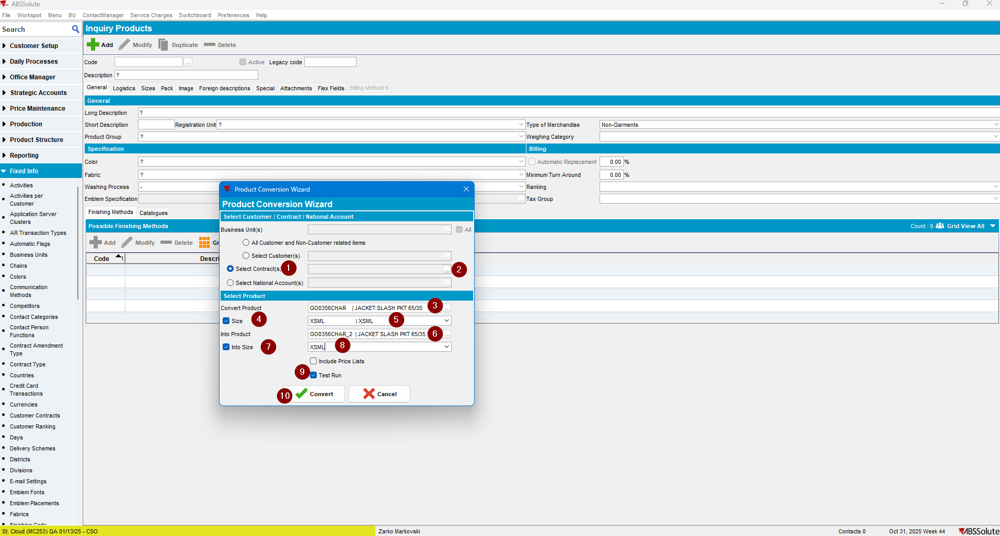 ABSSolute
File Workspot Menu BU ContactManager Service Charges Switchboard Preferences Help
Search
Customer Setup
Daily Processes
Office Manager
Strategic Accounts
Price Maintenance
Production
Product Structure
Reporting
Fixed Info
Activities
Activities per
Customer
Application Server
Clusters
AR Transaction Types
Automatic Flags
Business Units
Chains
Colors
Communication
Methods
Competitors
Contact Categories
Contact Person
Functions
Contract Amendment
Type
Contract Type
Countries
Credit Card
Transactions
Currencies
Customer Contracts
Customer Ranking
Days
Delivery Schemes
Districts
Divisions
E-mail Settings
Emblem Fonts
Emblem Placements
Fabrics
Finishing Code
Inquiry Products
Add Modify Duplicate Delete
Code ... Active Legacy code
Description ?
General Logistics Sizes Pack Image Foreign descriptions Special Attachments Flex Fields Billing Method 6
General
Long Description ?
Short Description Registration Unit ? Type of Merchandise Non-Garments
Product Group ? Weighing Category
Specification Billing
Color ? Automatic Replacement 0.00 %
Fabric ? Minimum Turn Around 0.00 %
Washing Process - Ranking
Emblem Specification ... Tax Group
Finishing Methods Catalogues
Possible Finishing Methods Count : 0 Grid View All
Add Modify Delete Gr
Code 1 Descri
Product Conversion Wizard
Product Conversion Wizard
Select Customer / Contract / National Account
Business Unit(s) ... All
All Customer and Non-Customer related items
Select Customer(s) ...
Select Contract(s) 1 ... 2
Select National Account(s) ...
Select Product
Convert Product GO0356CHAR | JACKET SLASH PKT 65/35 3 ...
Size 4 XSML | XSML 5
Into Product GO0356CHAR_2 | JACKET SLASH PKT 65/35 6 ...
Into Size 7 XSML 8
Include Price Lists
9 Test Run
10 Convert Cancel
St. Cloud (MC253) QA 01/13/25 - CSO Zarko Markovski Contacts 0 Oct 31, 2025 Week 44 ABSSolute